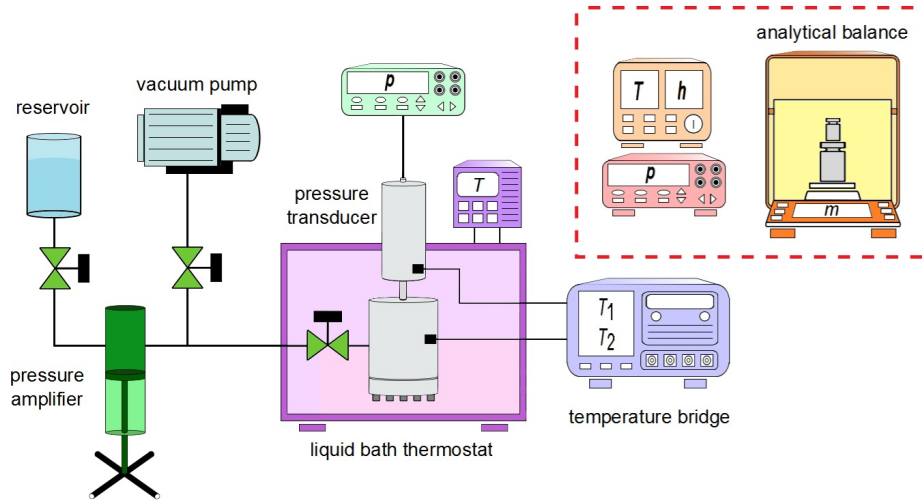 analytical balance
vacuum pump
reservoir
p
T
h
p
m
pressure
transducer
T
T1
T2
pressure
amplifier
liquid bath thermostat
temperature bridge